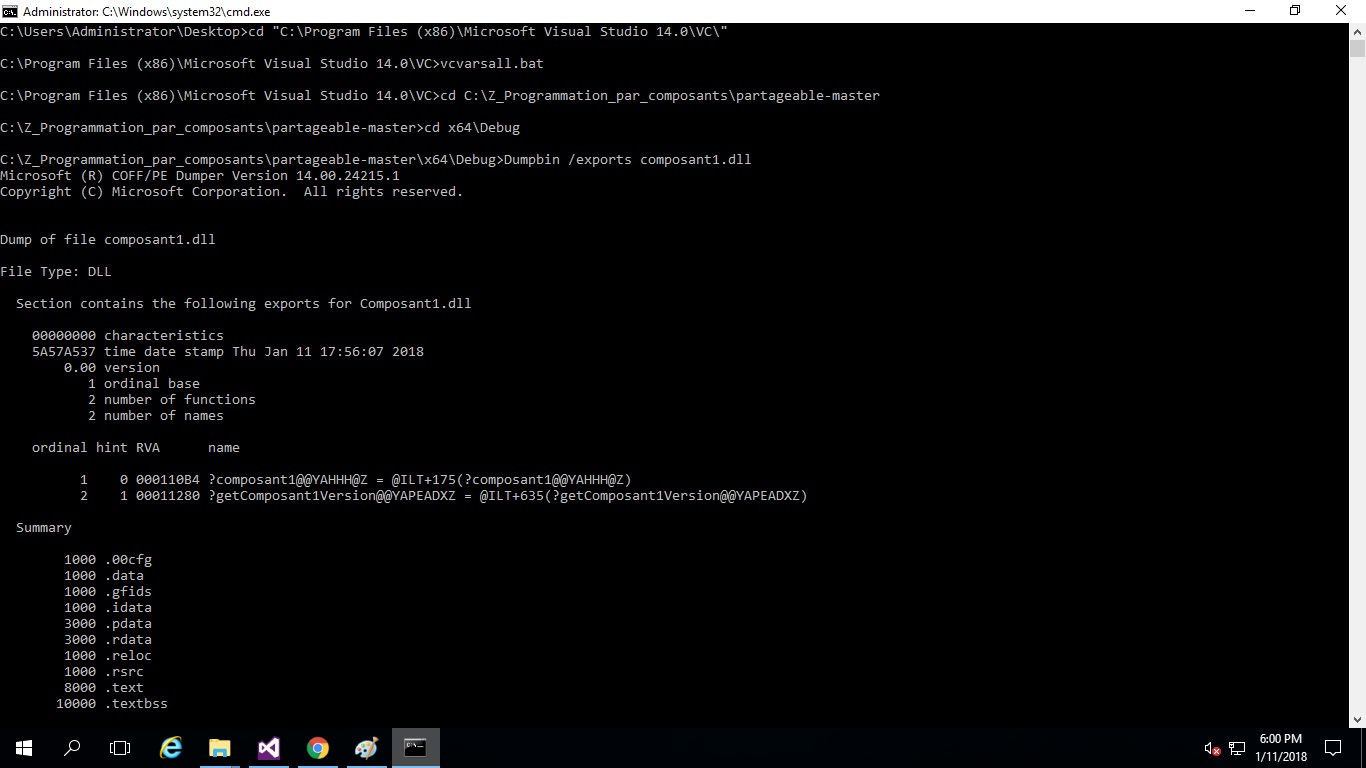 Administrator: C:\Windows\system32\cmd.exe
C:\Users\Administrator\Desktop>cd "C:\Program Files (x86)\Microsoft Visual Studio 14.0\VC\"
C:\Program Files (x86)\Microsoft Visual Studio 14.0\VC>vcvarsall.bat
C:\Program Files (x86)\Microsoft Visual Studio 14.0\VC>cd C:\Z_Programmation_par_composants\partageable-master
C:\Z_Programmation_par_composants\partageable-master>cd x64\Debug
C:\Z_Programmation_par_composants\partageable-master\x64\Debug>Dumpbin /exports composant1.dll
Microsoft (R) COFF/PE Dumper Version 14.00.24215.1
Copyright (C) Microsoft Corporation.  All rights reserved.
Dump of file composant1.dll
File Type: DLL
  Section contains the following exports for Composant1.dll
    00000000 characteristics
    5A57A537 time date stamp Thu Jan 11 17:56:07 2018
        0.00 version
           1 ordinal base
           2 number of functions
           2 number of names
    ordinal hint RVA      name
          1    0 000110B4 ?composant1@@YAHHH@Z = @ILT+175(?composant1@@YAHHH@Z)
          2    1 00011280 ?getComposant1Version@@YAPEADXZ = @ILT+635(?getComposant1Version@@YAPEADXZ)
  Summary
        1000 .00cfg
        1000 .data
        1000 .gfids
        1000 .idata
        3000 .pdata
        3000 .rdata
        1000 .reloc
        1000 .rsrc
        8000 .text
       10000 .textbss
6:00 PM
1/11/2018